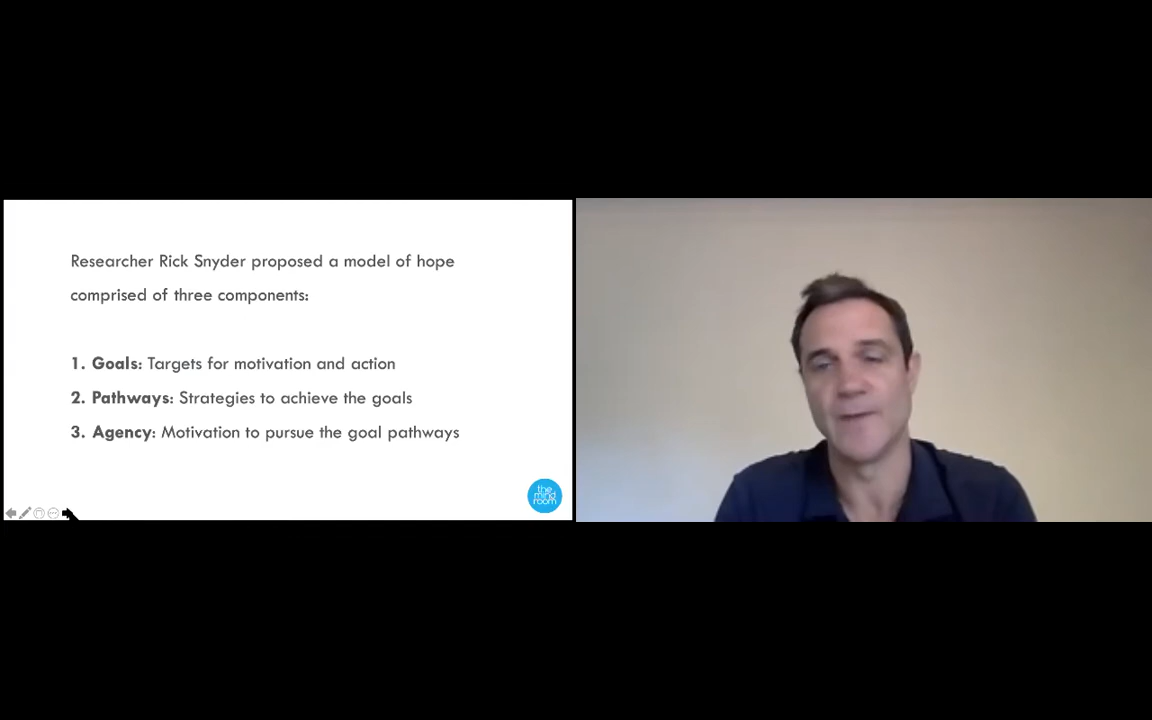 Researcher Rick Snyder proposed a model of hope
comprised of three components:
1. Goals: Targets for motivation and action
2. Pathways: Strategies to achieve the goals
3. Agency: Motivation to pursue the goal pathways
the
mind
room